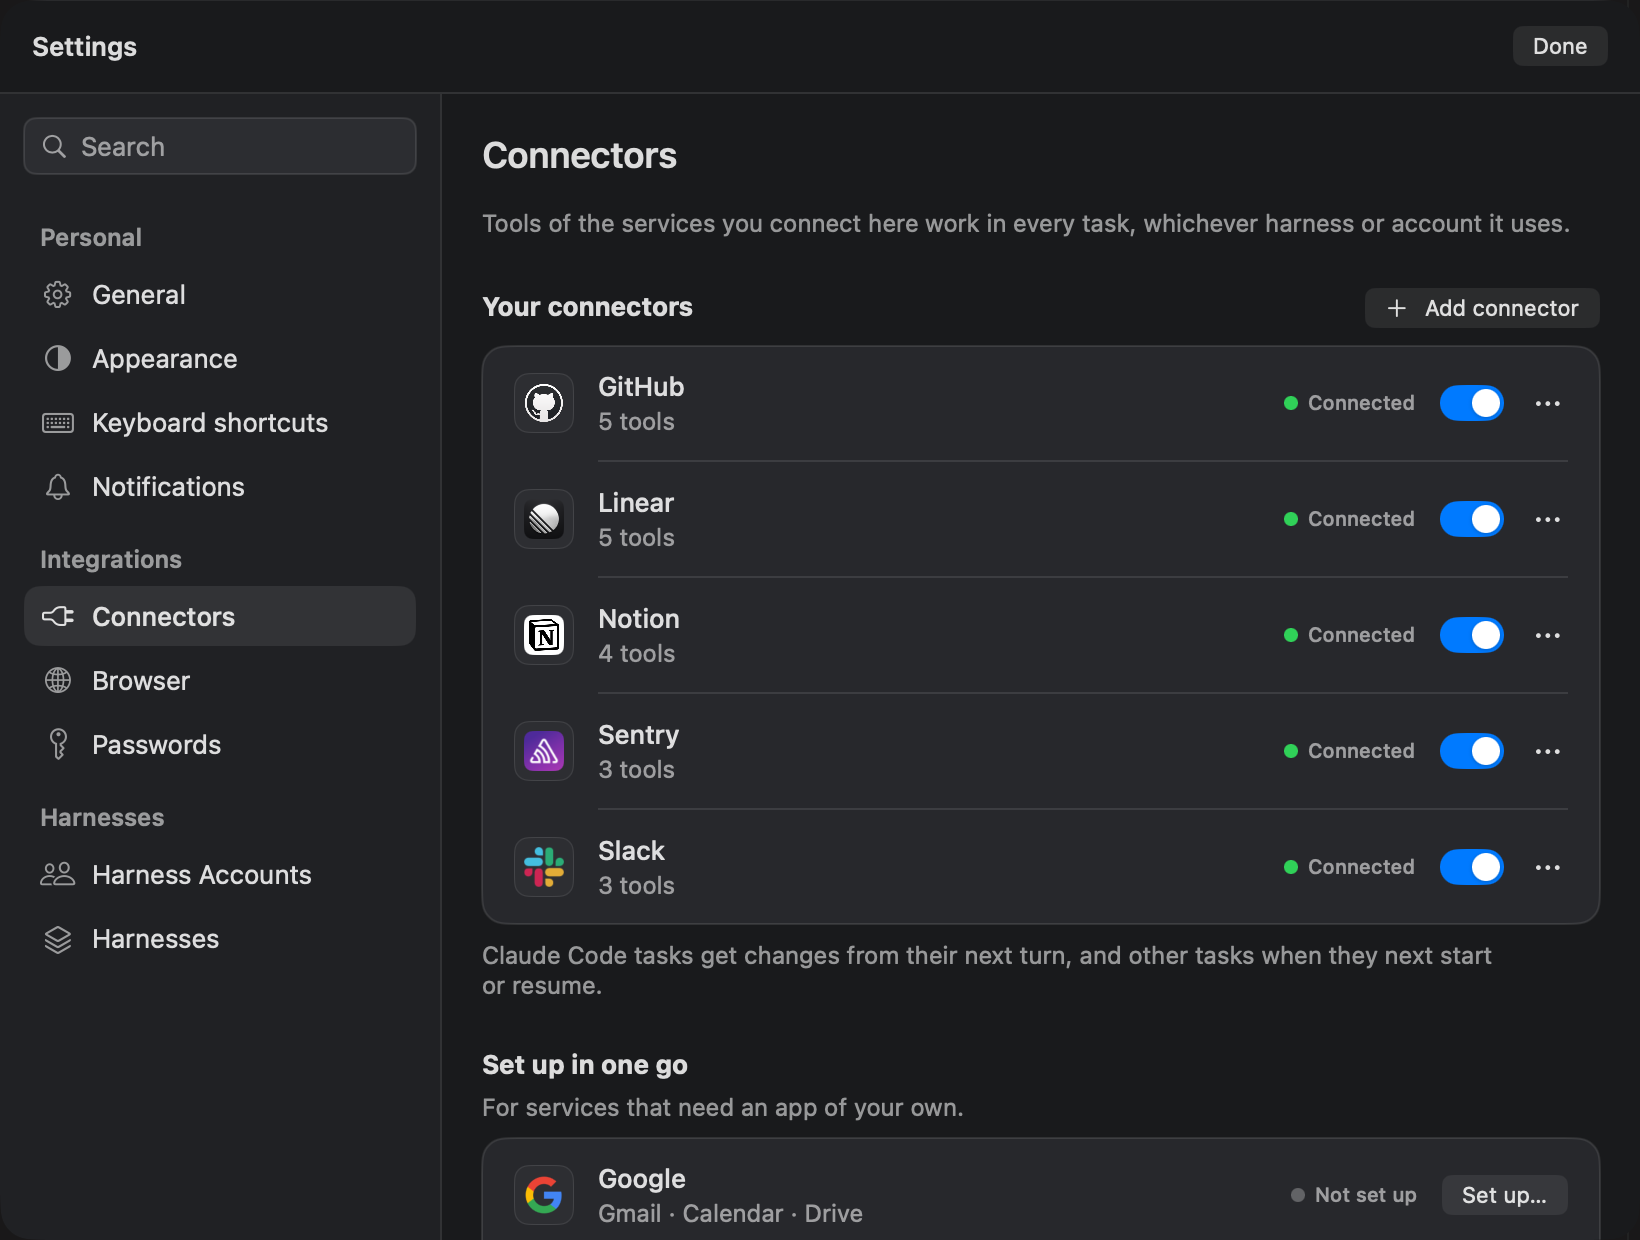 Settings
Done
Search
Personal
General
Appearance
Keyboard shortcuts
Notifications
Integrations
Connectors
Browser
Passwords
Harnesses
Harness Accounts
Harnesses
Connectors
Tools of the services you connect here work in every task, whichever harness or account it uses.
Your connectors
Add connector
GitHub
5 tools
Connected
Linear
5 tools
Connected
Notion
4 tools
Connected
Sentry
3 tools
Connected
Slack
3 tools
Connected
Claude Code tasks get changes from their next turn, and other tasks when they next start
or resume.
Set up in one go
For services that need an app of your own.
Google
Gmail · Calendar · Drive
Not set up
Set up...